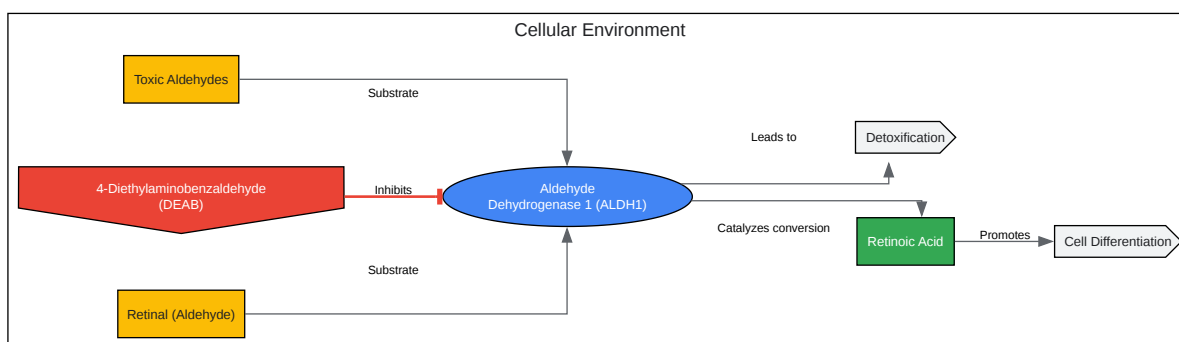 Cellular Environment
Toxic Aldehydes
Substrate
Leads to
Detoxification
4-Diethylaminobenzaldehyde
(DEAB)
Inhibits
Aldehyde
Dehydrogenase 1 (ALDH1)
Catalyzes conversion
Retinoic Acid
Promotes
Cell Differentiation
Substrate
Retinal (Aldehyde)